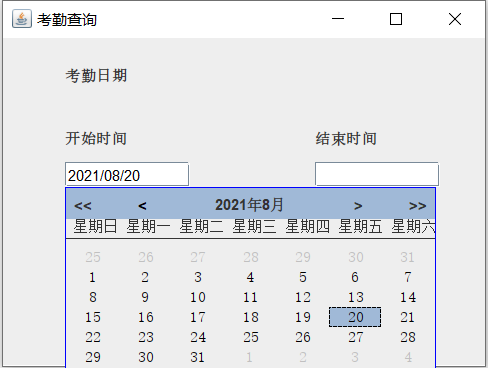 考勤查询
考勤日期
开始时间 结束时间
2021/08/20
<< < 2021年8月 > >>
星期日 星期一 星期二 星期三 星期四 星期五 星期六
25 26 27 28 29 30 31
1 2 3 4 5 6 7
8 9 10 11 12 13 14
15 16 17 18 19 20 21
22 23 24 25 26 27 28
29 30 31 1 2 3 4